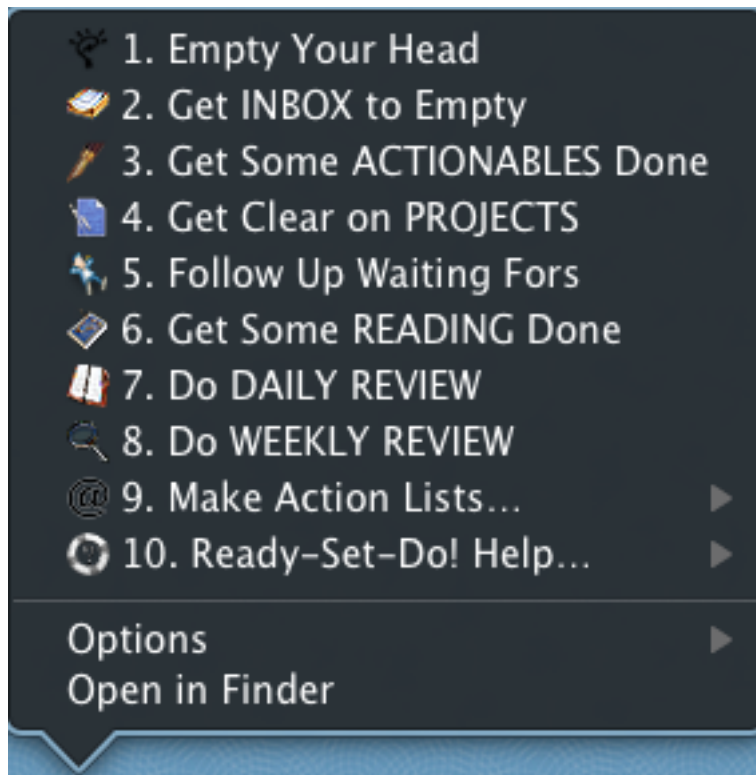 1. Empty Your Head
2. Get INBOX to Empty
3. Get Some ACTIONABLES Done
4. Get Clear on PROJECTS
5. Follow Up Waiting Fors
6. Get Some READING Done
7. Do DAILY REVIEW
8. Do WEEKLY REVIEW
@ 9. Make Action Lists...
10. Ready-Set-Do! Help...
Options
Open in Finder